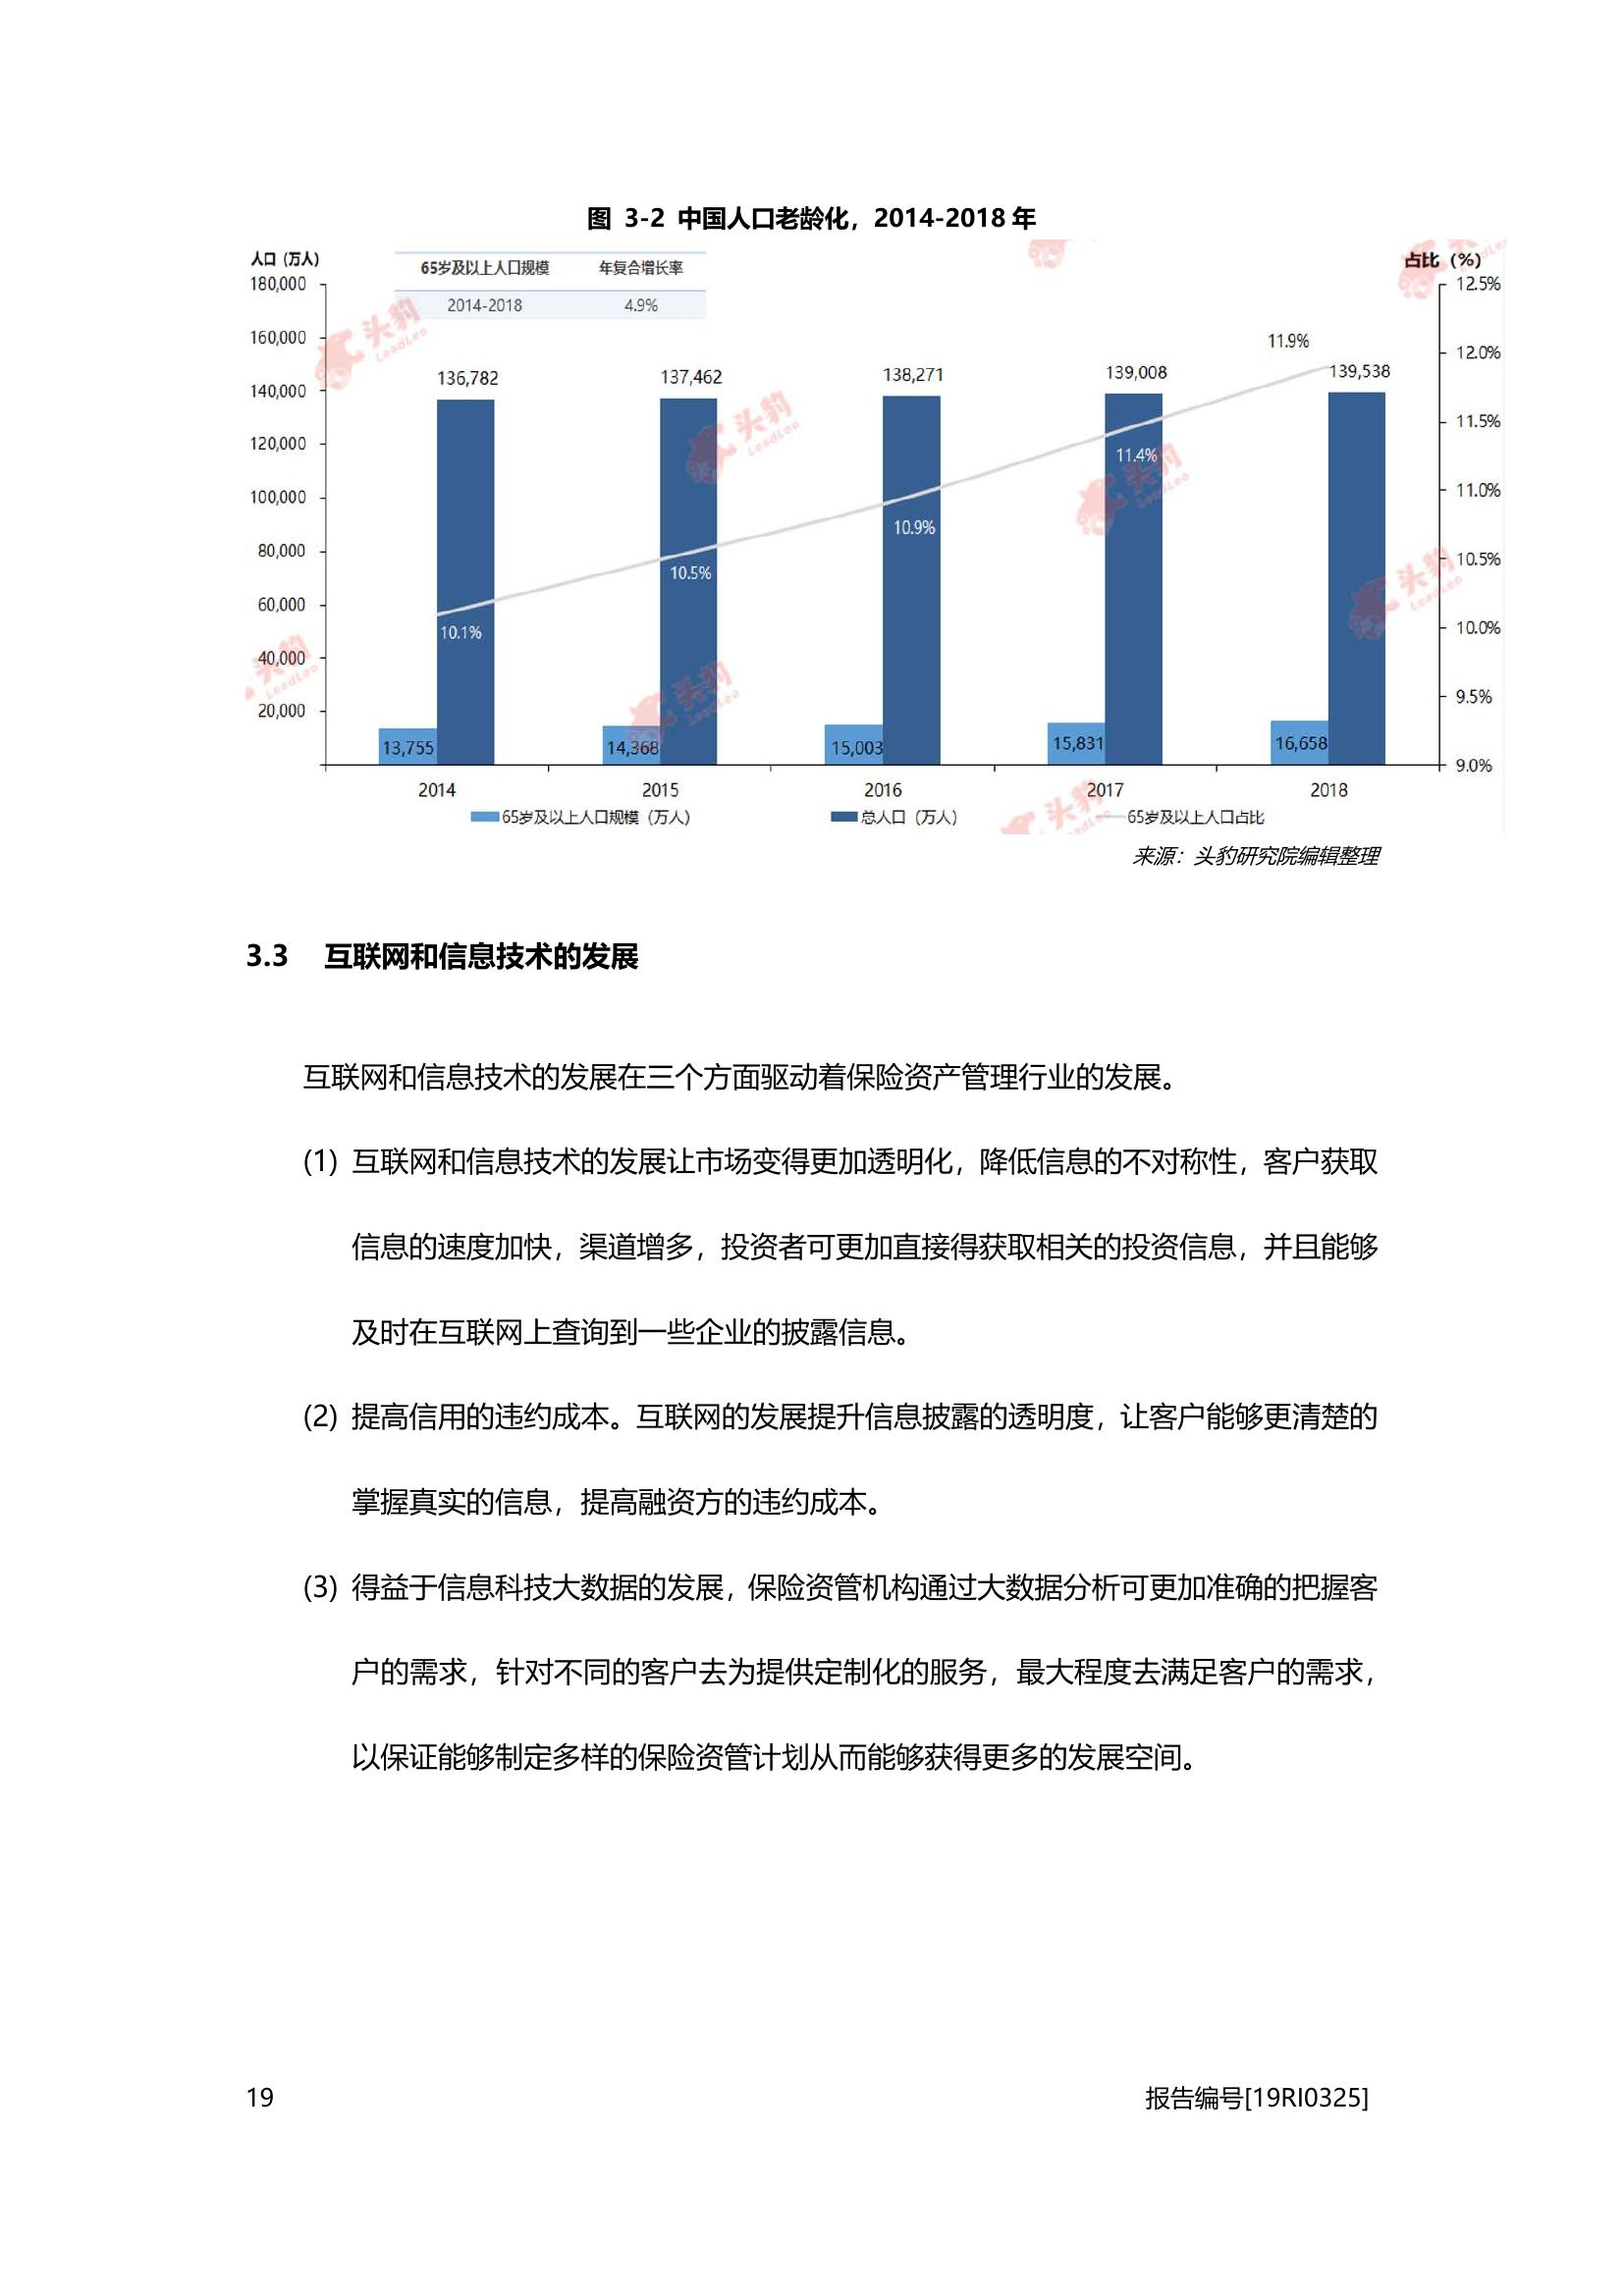 图 3-2 中国人口老龄化，2014-2018 年
人口（万人）
占比（%）
65岁及以上人口规模 年复合增长率
2014-2018 4.9%
180,000
160,000
140,000
120,000
100,000
80,000
60,000
40,000
20,000
12.5%
12.0%
11.5%
11.0%
10.5%
10.0%
9.5%
9.0%
136,782
137,462
138,271
139,008
139,538
10.1%
10.5%
10.9%
11.4%
11.9%
13,755
14,368
15,003
15,831
16,658
2014 2015 2016 2017 2018
65岁及以上人口规模（万人） 总人口（万人） 65岁及以上人口占比
头豹
LeadLeo
头豹
LeadLeo
头豹
LeadLeo
头豹
LeadLeo
头豹
LeadLeo
头豹
LeadLeo
来源：头豹研究院编辑整理
3.3 互联网和信息技术的发展
互联网和信息技术的发展在三个方面驱动着保险资产管理行业的发展。
(1) 互联网和信息技术的发展让市场变得更加透明化，降低信息的不对称性，客户获取
信息的速度加快，渠道增多，投资者可更加直接得获取相关的投资信息，并且能够
及时在互联网上查询到一些企业的披露信息。
(2) 提高信用的违约成本。互联网的发展提升信息披露的透明度，让客户能够更清楚的
掌握真实的信息，提高融资方的违约成本。
(3) 得益于信息科技大数据的发展，保险资管机构通过大数据分析可更加准确的把握客
户的需求，针对不同的客户去为提供定制化的服务，最大程度去满足客户的需求，
以保证能够制定多样的保险资管计划从而能够获得更多的发展空间。
19
报告编号[19RI0325]